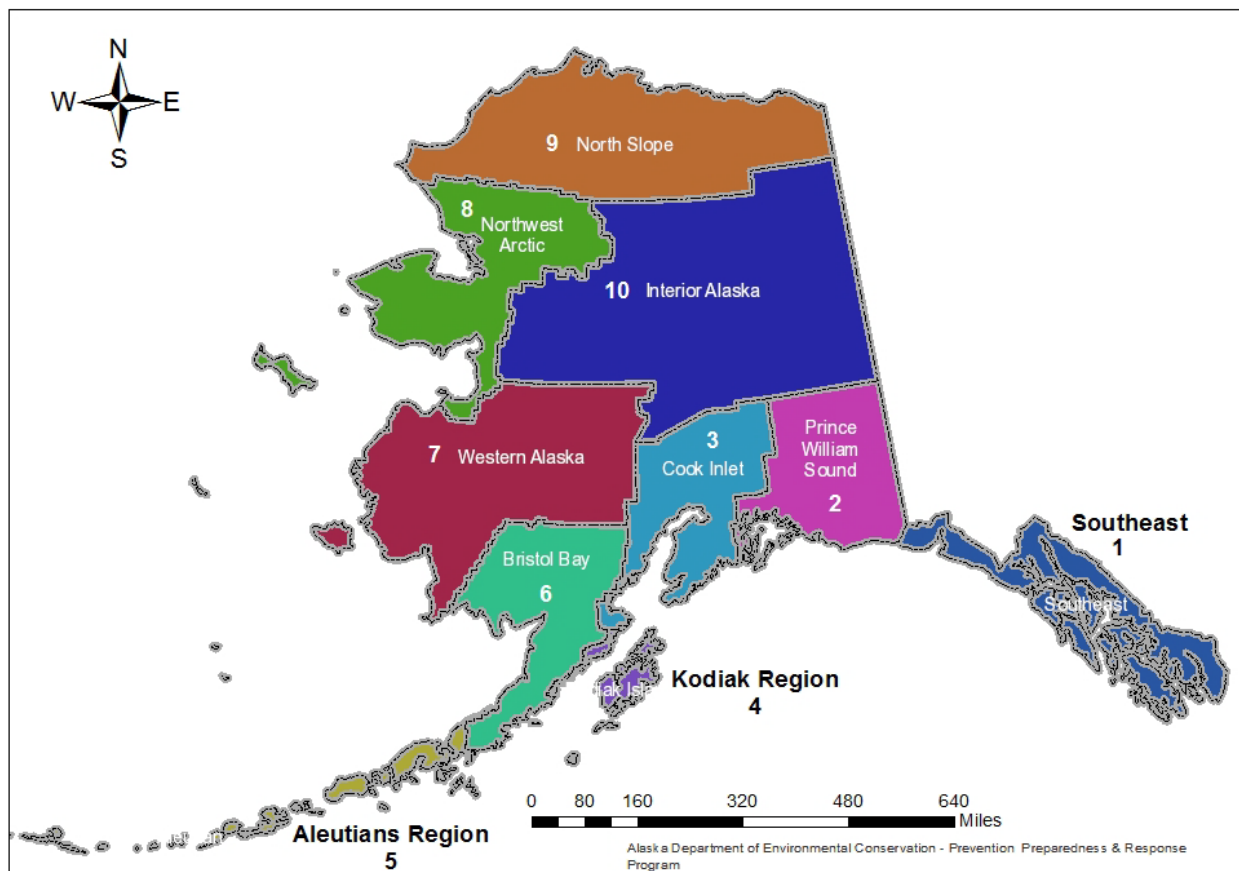 N
W E
S
9 North Slope
8
Northwest
Arctic
10 Interior Alaska
7 Western Alaska
3
Cook Inlet
Prince
William
Sound
2
Bristol Bay
6
Southeast
1
Southeast
1
Kodiak Region
4
0 80 160 320 480 640
Miles
Aleutians Region
5
Alaska Department of Environmental Conservation - Prevention Preparedness & Response
Program